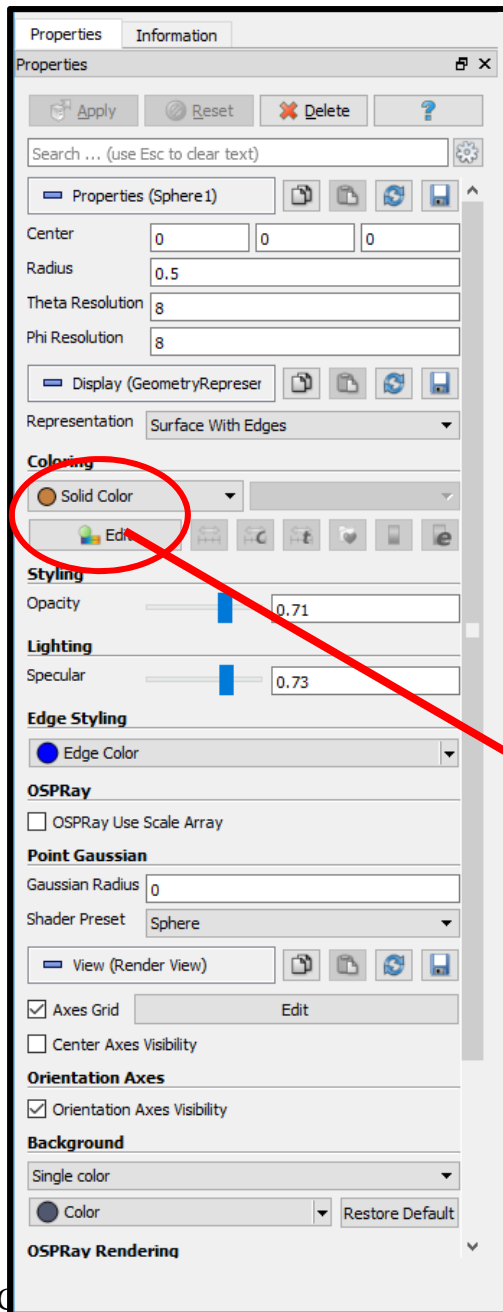 Properties Information
Properties
Apply Reset Delete ?
Search ... (use Esc to clear text)
Properties (Sphere1)
Center 0 0 0
Radius 0.5
Theta Resolution 8
Phi Resolution 8
Display (GeometryRepreser
Representation Surface With Edges
Coloring
Solid Color
Edit c t e
Styling
Opacity 0.71
Lighting
Specular 0.73
Edge Styling
Edge Color
OSPRay
OSPRay Use Scale Array
Point Gaussian
Gaussian Radius 0
Shader Preset Sphere
View (Render View)
Axes Grid Edit
Center Axes Visibility
Orientation Axes
Orientation Axes Visibility
Background
Single color
Color Restore Default
OSPRay Rendering